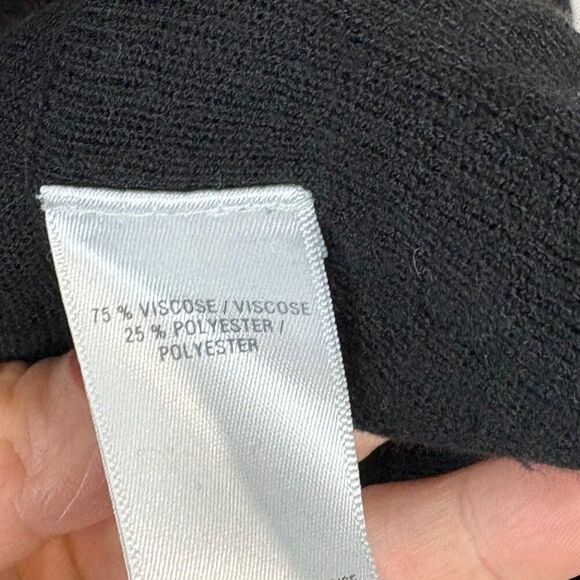 75 % VISCOSE / VISCOSE
25 % POLYESTER /
POLYESTER